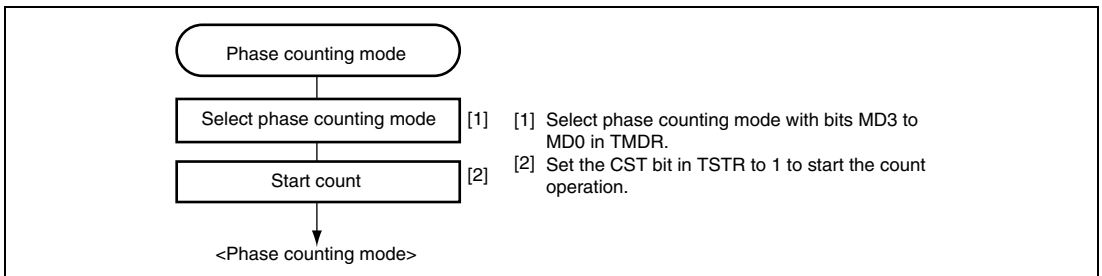 Phase counting mode
Select phase counting mode
[1]
[1] Select phase counting mode with bits MD3 to
MD0 in TMDR.
Start count
[2]
[2] Set the CST bit in TSTR to 1 to start the count
operation.
<Phase counting mode>